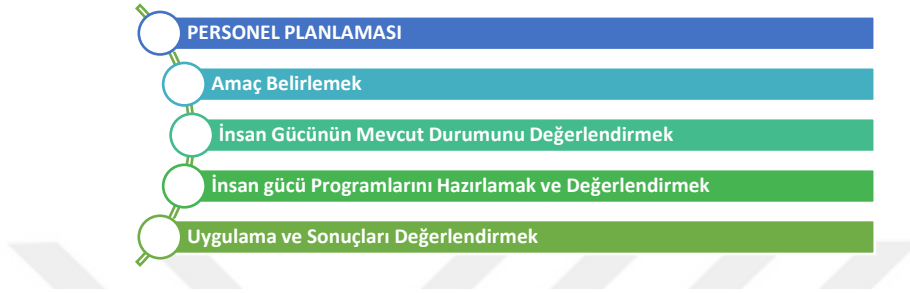 PERSONEL PLANLAMASI
Amaç Belirlemek
İnsan Gücünün Mevcut Durumunu Değerlendirmek
İnsan gücü Programlarını Hazırlamak ve Değerlendirmek
Uygulama ve Sonuçları Değerlendirmek